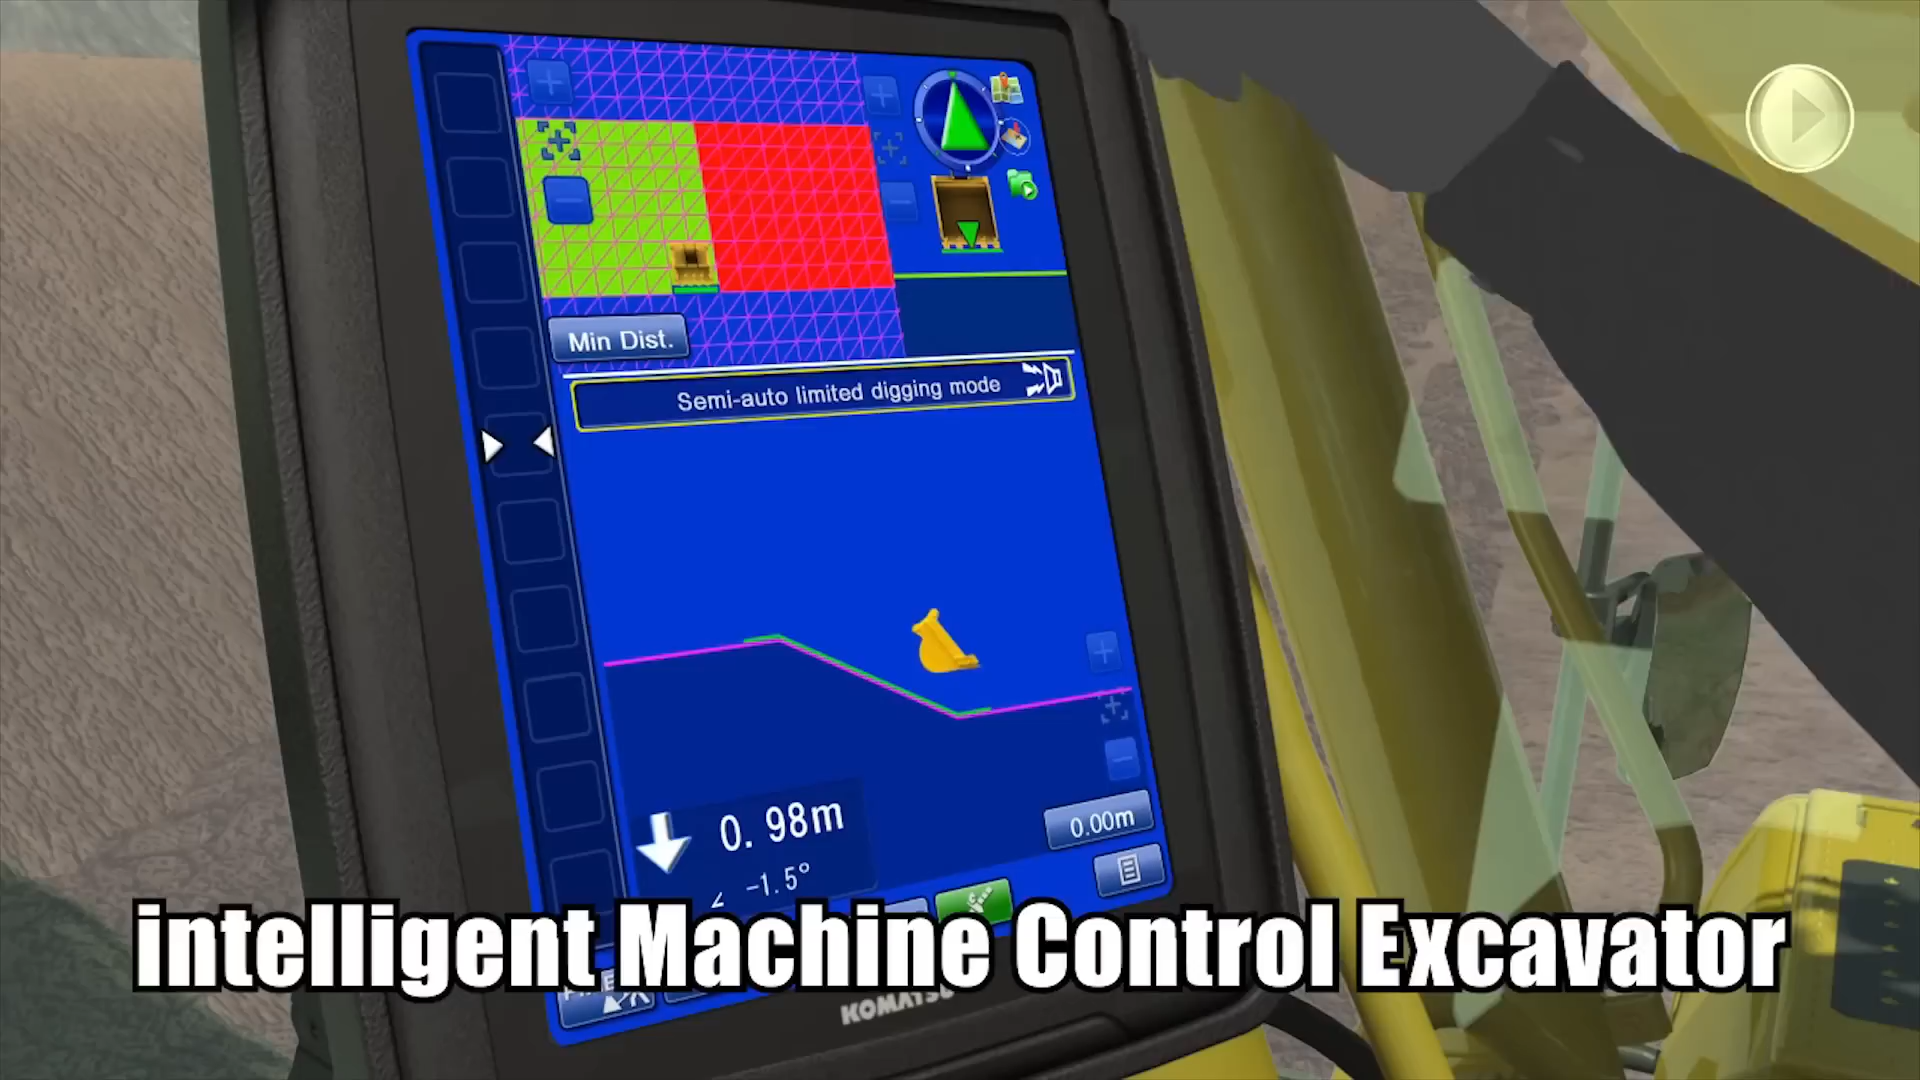 Min Dist.
Semi-auto limited digging mode
0.98m
-1.5°
0.00m
intelligent Machine Control Excavator
KOMATSU